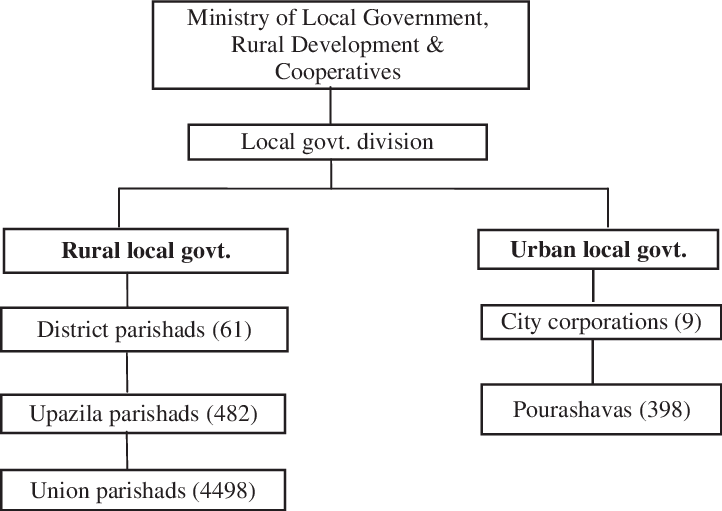 Ministry of Local Government,
Rural Development &
Cooperatives
Local govt. division
Rural local govt.
Urban local govt.
District parishads (61)
City corporations (9)
Upazila parishads (482)
Pourashavas (398)
Union parishads (4498)